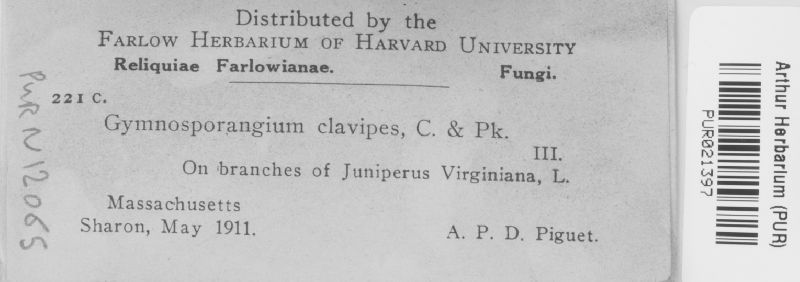 Distributed by the
FARLOW HERBARIUM OF HARVARD UNIVERSITY
Reliquiae Farlowianae. Fungi.
221 C.
Gymnosporangium clavipes, C. & Pk.
III.
On branches of Juniperus Virginiana, L.
Massachusetts
Sharon, May 1911.
A. P. D. Piguet.
PUR N12065
Arthur Herbarium (PUR)
PUR021397